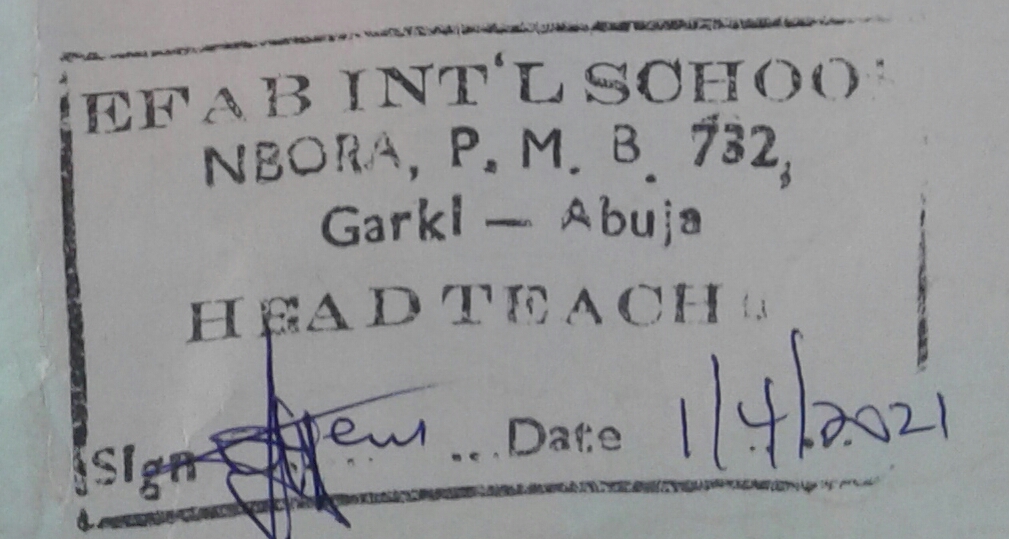 EFAB INT'L SCHOO
NBORA, P. M. B. 732,
Garki – Abuja
HEAD TEACH
Sign ... Date 1/4/2021